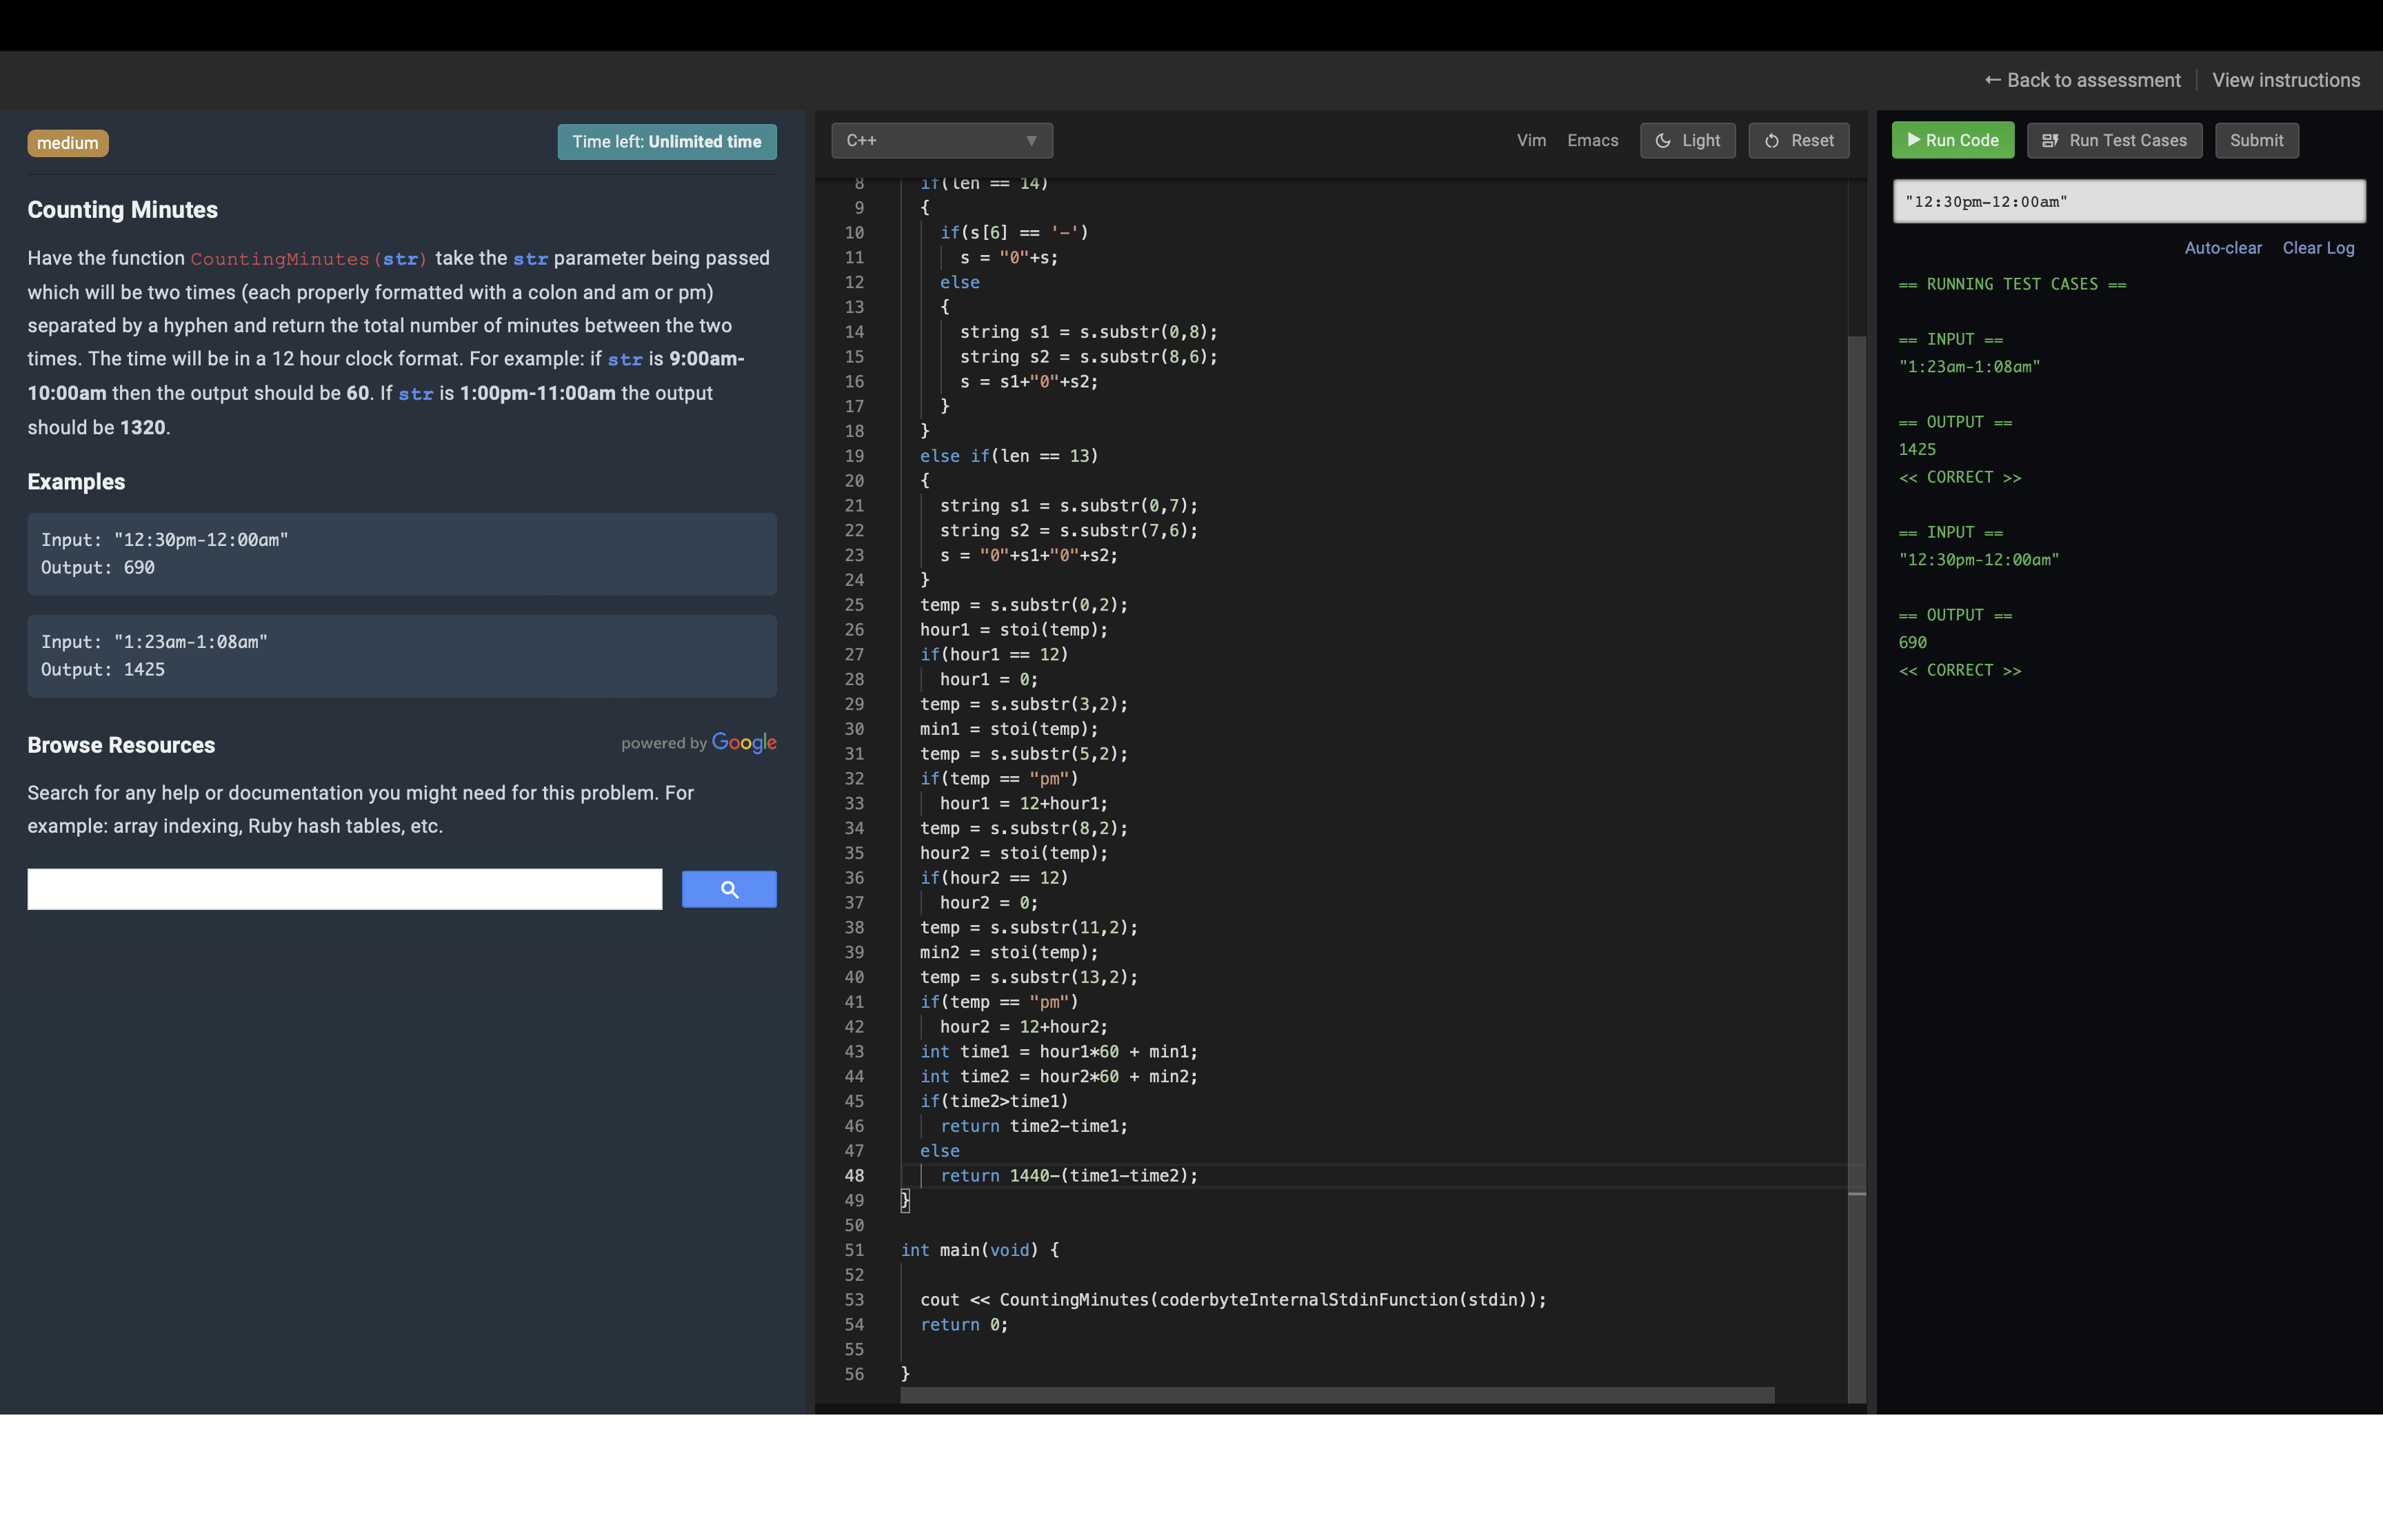 ← Back to assessment
View instructions
medium
Time left: Unlimited time
Counting Minutes
Have the function CountingMinutes(str) take the str parameter being passed
which will be two times (each properly formatted with a colon and am or pm)
separated by a hyphen and return the total number of minutes between the two
times. The time will be in a 12 hour clock format. For example: if str is 9:00am-
10:00am then the output should be 60. If str is 1:00pm-11:00am the output
should be 1320.
Examples
Input: "12:30pm-12:00am"
Output: 690
Input: "1:23am-1:08am"
Output: 1425
Browse Resources
powered by Google
Search for any help or documentation you might need for this problem. For
example: array indexing, Ruby hash tables, etc.
C++
Vim
Emacs
Light
Reset
8 if(len == 14)
9 {
10 if(s[6] == '-')
11 s = "0"+s;
12 else
13 {
14 string s1 = s.substr(0,8);
15 string s2 = s.substr(8,6);
16 s = s1+"0"+s2;
17 }
18 }
19 else if(len == 13)
20 {
21 string s1 = s.substr(0,7);
22 string s2 = s.substr(7,6);
23 s = "0"+s1+"0"+s2;
24 }
25 temp = s.substr(0,2);
26 hour1 = stoi(temp);
27 if(hour1 == 12)
28 hour1 = 0;
29 temp = s.substr(3,2);
30 min1 = stoi(temp);
31 temp = s.substr(5,2);
32 if(temp == "pm")
33 hour1 = 12+hour1;
34 temp = s.substr(8,2);
35 hour2 = stoi(temp);
36 if(hour2 == 12)
37 hour2 = 0;
38 temp = s.substr(11,2);
39 min2 = stoi(temp);
40 temp = s.substr(13,2);
41 if(temp == "pm")
42 hour2 = 12+hour2;
43 int time1 = hour1*60 + min1;
44 int time2 = hour2*60 + min2;
45 if(time2>time1)
46 return time2-time1;
47 else
48 return 1440-(time1-time2);
49 }
50
51 int main(void) {
52
53 cout << CountingMinutes(coderbyteInternalStdinFunction(stdin));
54 return 0;
55
56 }
Run Code
Run Test Cases
Submit
"12:30pm-12:00am"
Auto-clear
Clear Log
== RUNNING TEST CASES ==
== INPUT ==
"1:23am-1:08am"
== OUTPUT ==
1425
<< CORRECT >>
== INPUT ==
"12:30pm-12:00am"
== OUTPUT ==
690
<< CORRECT >>